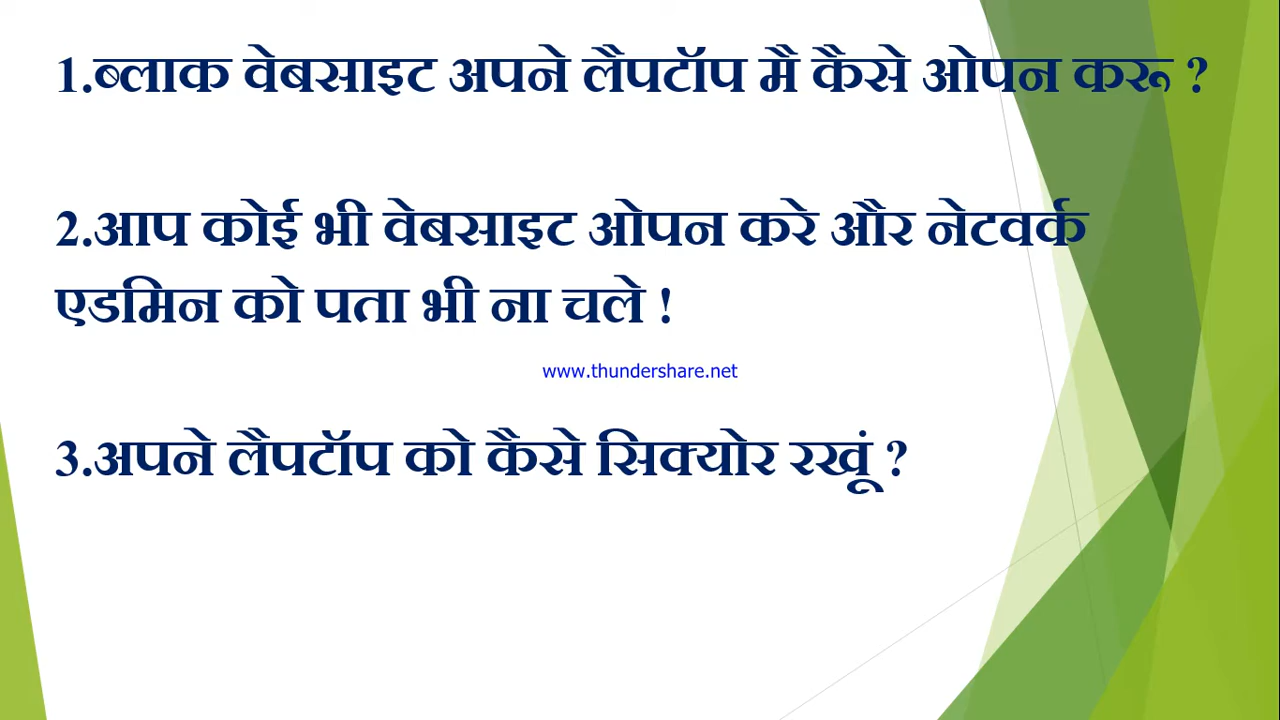 1.ब्लाक वेबसाइट अपने लैपटॉप मै कैसे ओपन करू ?
2.आप कोई भी वेबसाइट ओपन करे और नेटवर्क
एडमिन को पता भी ना चले !
www.thundershare.net
3.अपने लैपटॉप को कैसे सिक्योर रखूं ?